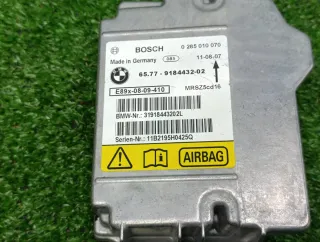 BOSCH 0 265 010 070
Made in Germany 11-08-07
65.77 - 9184432-02
E89x-08-09-410 MRSZ5cd16
BMW-Nr.: 31918443202L
Serien-Nr.: 11B2195H0425Q
AIRBAG